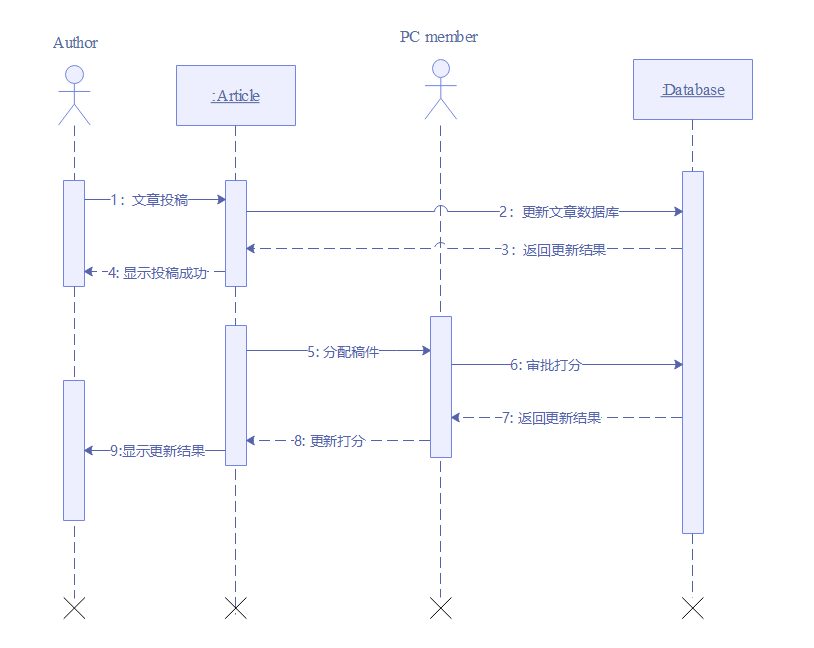 Author
PC member
:Article
:Database
1：文章投稿
2：更新文章数据库
3：返回更新结果
4: 显示投稿成功
5: 分配稿件
6: 审批打分
7: 返回更新结果
8: 更新打分
9:显示更新结果